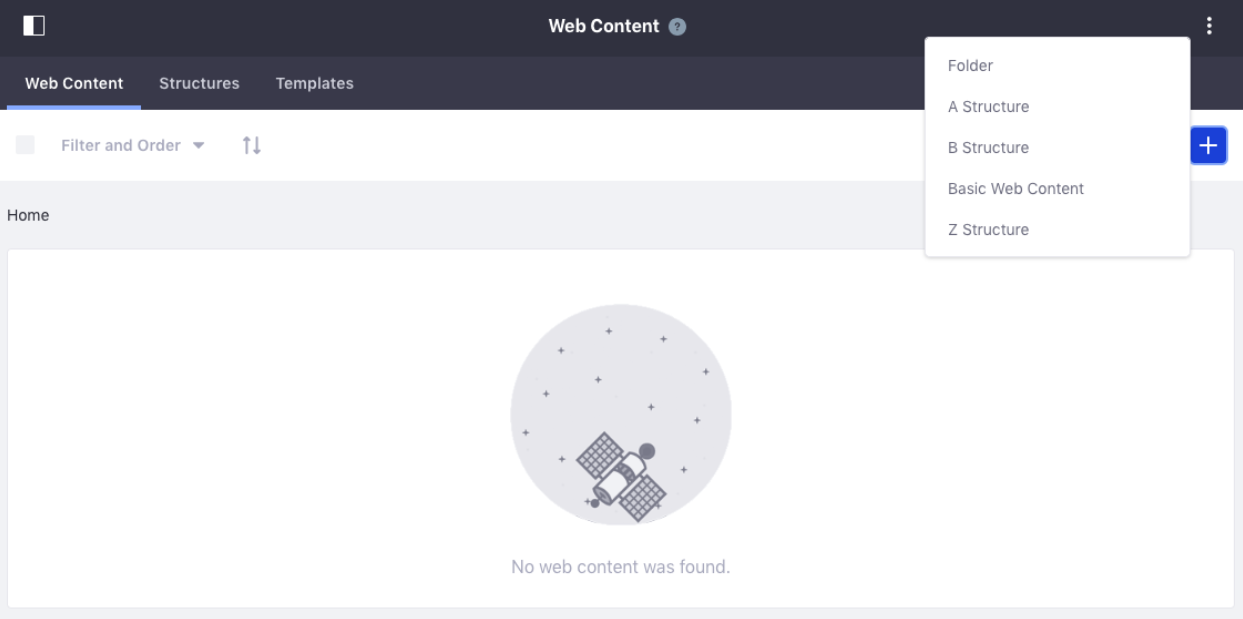 Web Content ?
Folder
Web Content Structures Templates
A Structure
Filter and Order
B Structure
Basic Web Content
Home
Z Structure
No web content was found.